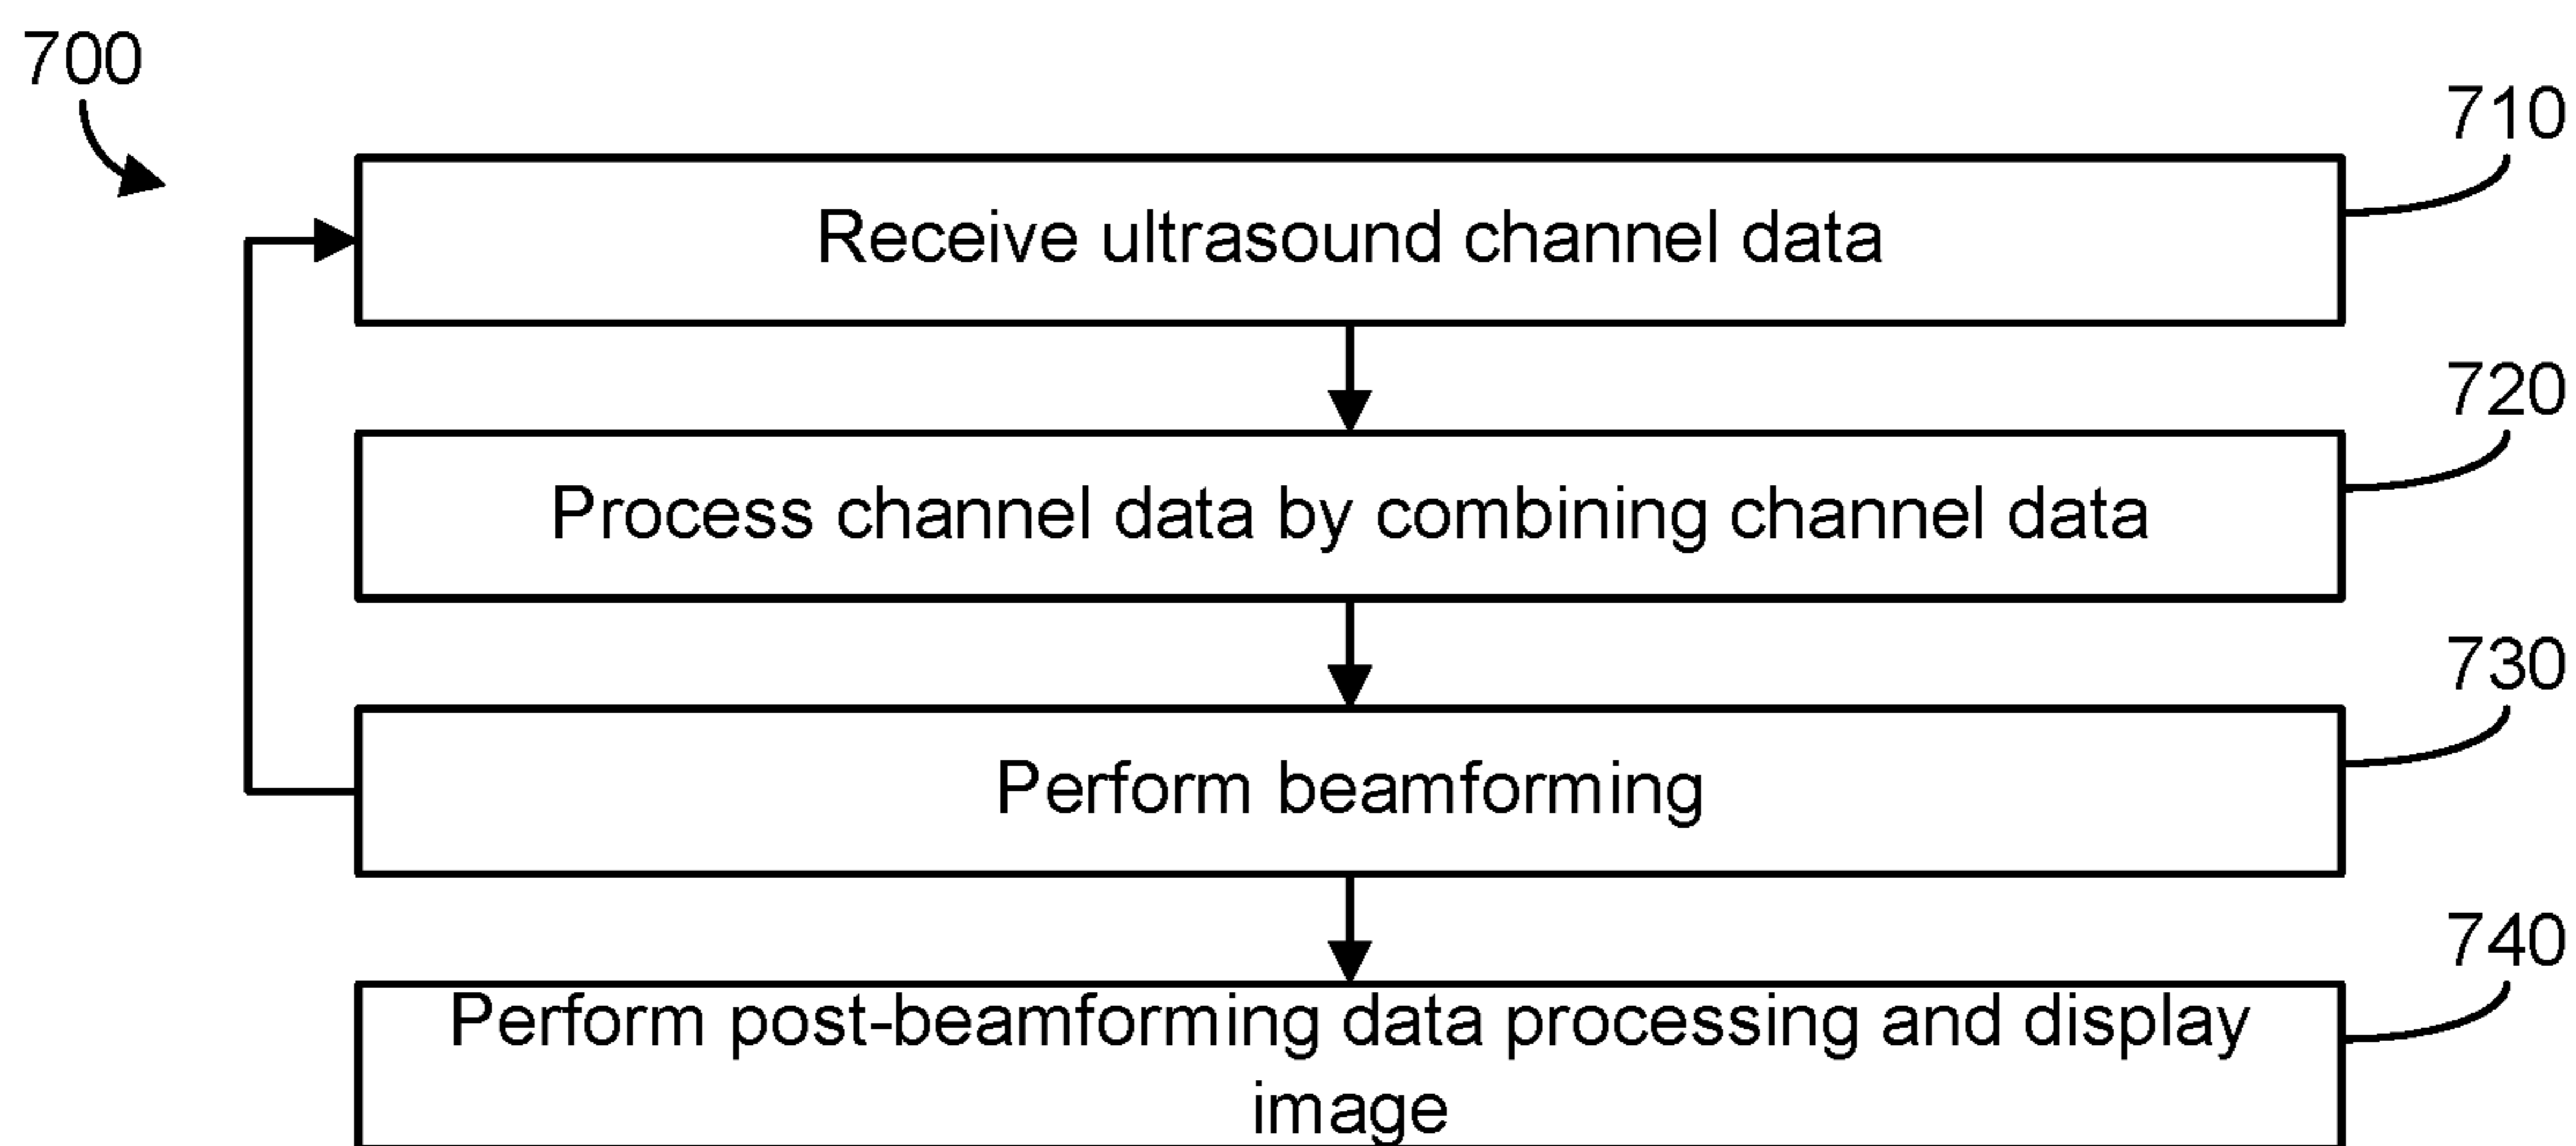 700
710
Receive ultrasound channel data
720
Process channel data by combining channel data
730
Perform beamforming
740
Perform post-beamforming data processing and display
image